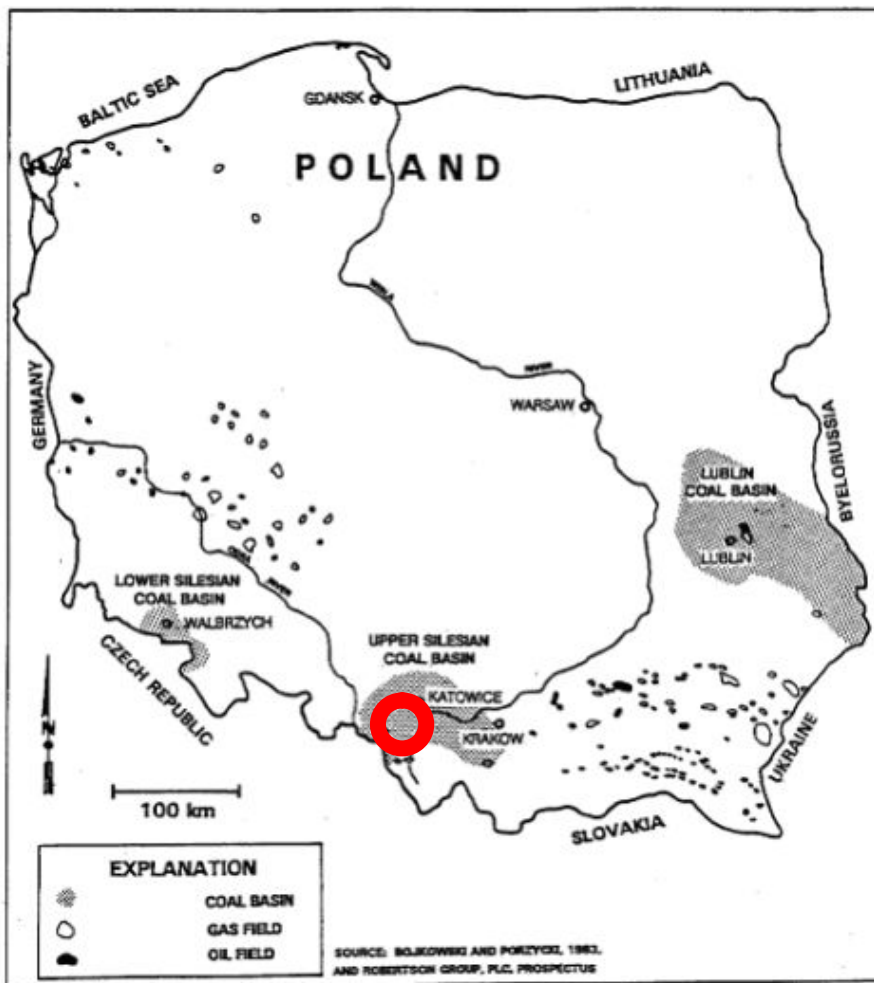 BALTIC SEA
LITHUANIA
GDANSK
POLAND
RIVER
WARSAW
GERMANY
BYELORUSSIA
LUBLIN
COAL BASIN
LUBLIN
RIVER
LOWER SILESIAN
COAL BASIN
WALBRZYCH
UPPER SILESIAN
COAL BASIN
CZECH REPUBLIC
KATOWICE
KRAKOW
UKRAINE
N
100 km
SLOVAKIA
EXPLANATION
COAL BASIN
GAS FIELD
OIL FIELD
SOURCE: BOJKOWSKI AND PORZYCKI, 1983,
AND ROBERTSON GROUP, PLC, PROSPECTUS